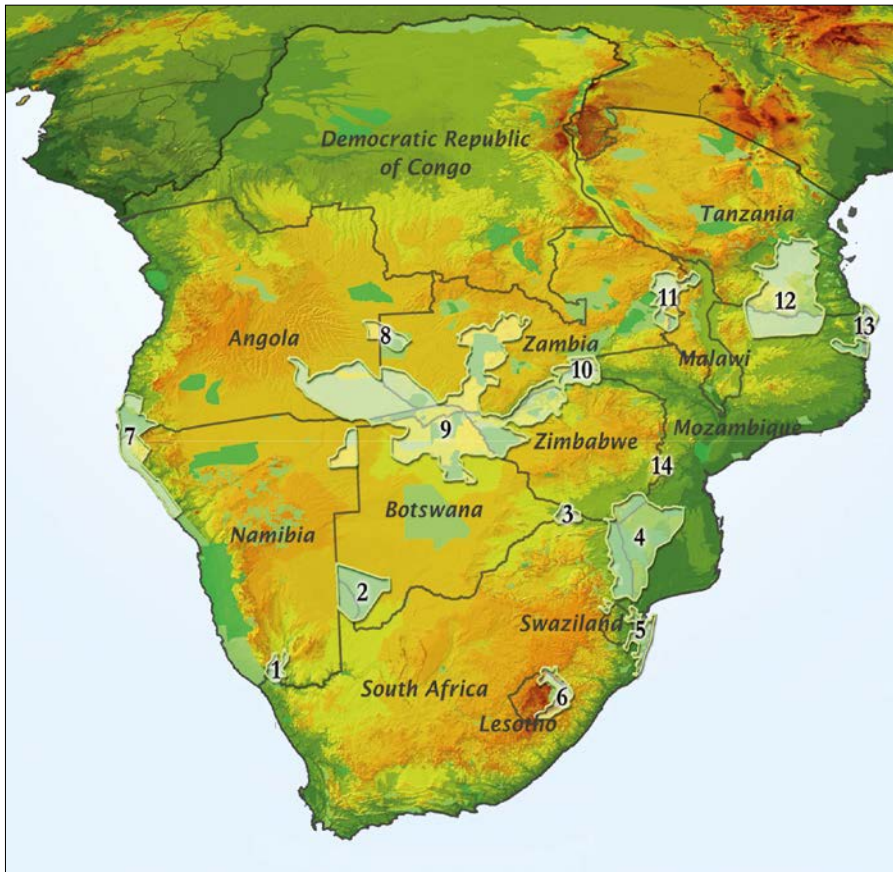 Democratic Republic
of Congo
Tanzania
11
12
13
8
Angola
Zambia
Malawi
10
7
9
Zimbabwe
Mozambique
14
Botswana
3
4
Namibia
2
Swaziland
5
1
South Africa
6
Lesotho